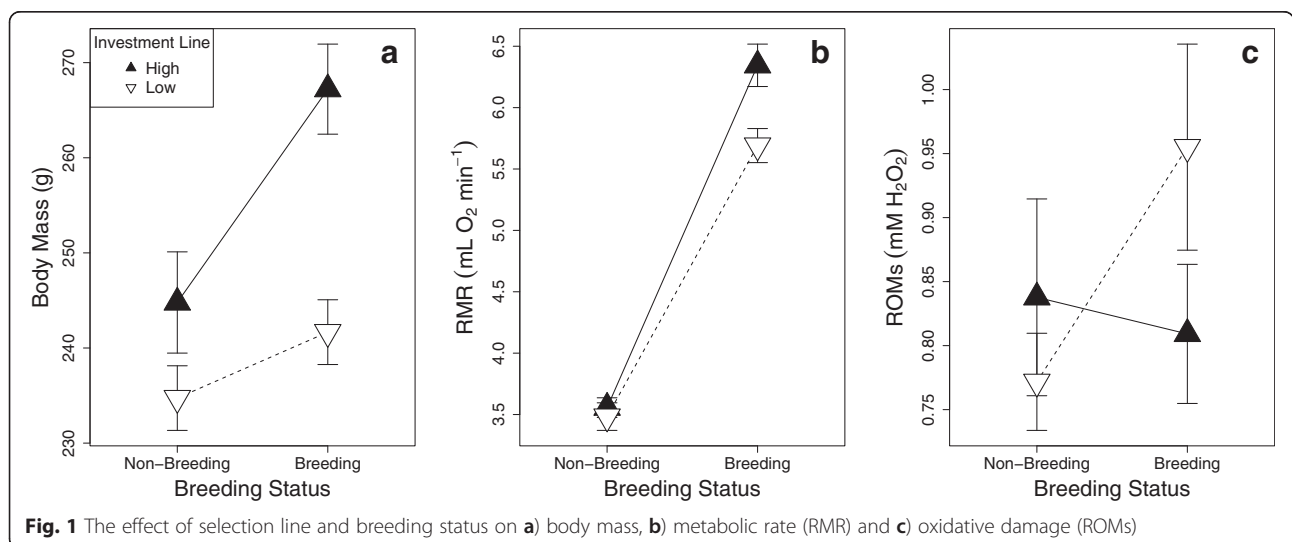 Investment Line
High
Low
a
Body Mass (g)
270
260
250
240
230
Non−Breeding
Breeding
Breeding Status
b
RMR (mL O₂ min⁻¹)
6.5
6.0
5.5
5.0
4.5
4.0
3.5
Non−Breeding
Breeding
Breeding Status
c
ROMs (mM H₂O₂)
1.00
0.95
0.90
0.85
0.80
0.75
Non−Breeding
Breeding
Breeding Status
Fig. 1 The effect of selection line and breeding status on a) body mass, b) metabolic rate (RMR) and c) oxidative damage (ROMs)